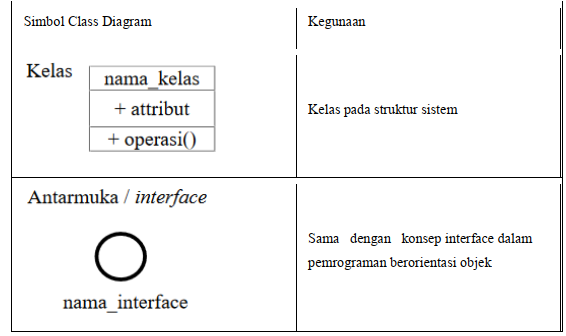 Simbol Class Diagram
Kegunaan
Kelas
nama_kelas
+ attribut
+ operasi()
Kelas pada struktur sistem
Antarmuka / interface
nama_interface
Sama dengan konsep interface dalam
pemrograman berorientasi objek